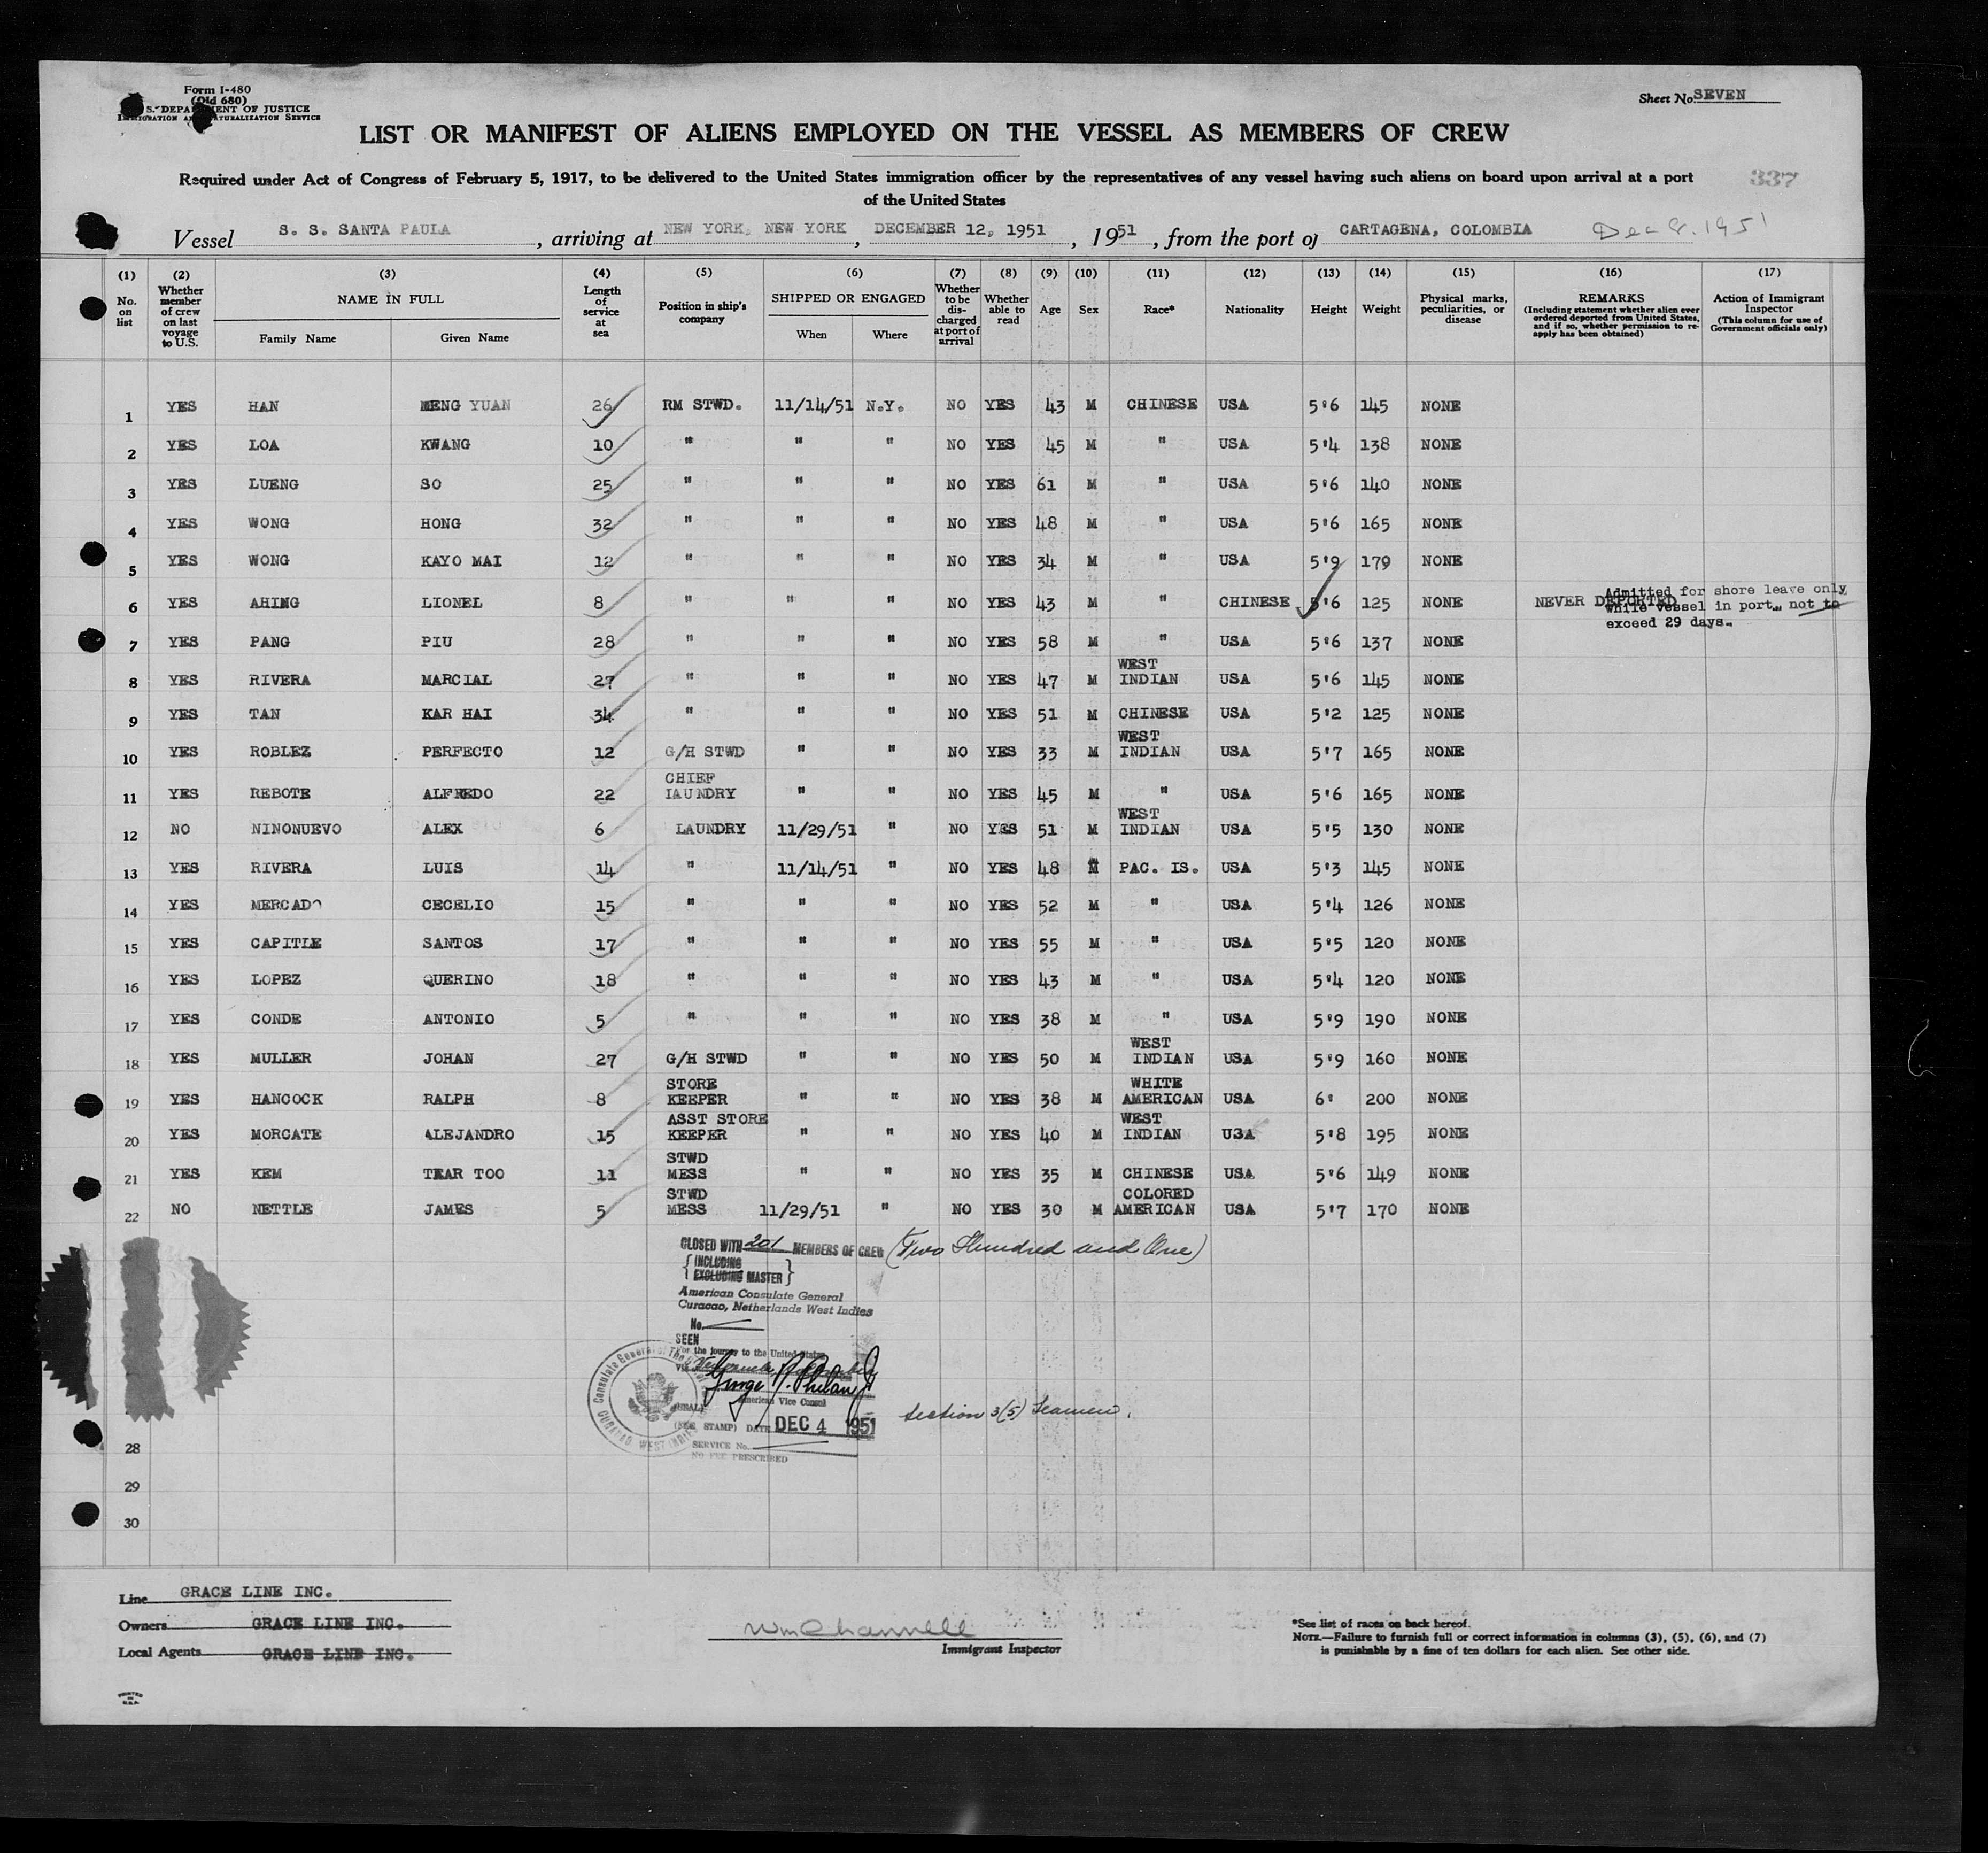 Form I-480
(Old 680)
S. DEPARTMENT OF JUSTICE
IMMIGRATION AND NATURALIZATION SERVICE
Sheet No. SEVEN
LIST OR MANIFEST OF ALIENS EMPLOYED ON THE VESSEL AS MEMBERS OF CREW
Required under Act of Congress of February 5, 1917, to be delivered to the United States immigration officer by the representatives of any vessel having such aliens on board upon arrival at a port
of the United States
337
Vessel S. S. SANTA PAULA, arriving at NEW YORK, NEW YORK, DECEMBER 12, 1951, 1951, from the port of CARTAGENA, COLOMBIA Dec 8. 1951
(1) No. on list
(2) Whether member of crew on last voyage to U.S.
(3) NAME IN FULL Family Name Given Name
(4) Length of service at sea
(5) Position in ship's company
(6) SHIPPED OR ENGAGED When Where
(7) Whether to be discharged at port of arrival
(8) Whether able to read
(9) Age
(10) Sex
(11) Race*
(12) Nationality
(13) Height
(14) Weight
(15) Physical marks, peculiarities, or disease
(16) REMARKS (Including statement whether alien ever ordered deported from United States, and if so, whether permission to re-apply has been obtained)
(17) Action of Immigrant Inspector (This column for use of Government officials only)
1 YES HAN MENG YUAN 26 RM STWD. 11/14/51 N.Y. NO YES 43 M CHINESE USA 5'6 145 NONE
2 YES LOA KWANG 10 " " " NO YES 45 M " USA 5'4 138 NONE
3 YES LUENG SO 25 " " " NO YES 61 M " USA 5'6 140 NONE
4 YES WONG HONG 32 " " " NO YES 48 M " USA 5'6 165 NONE
5 YES WONG KAYO MAI 12 " " " NO YES 34 M " USA 5'9 179 NONE
6 YES AHING LIONEL 8 " " " NO YES 43 M " CHINESE 5'6 125 NONE NEVER DEPORTED
Admitted for shore leave only
while vessel in port, not to
exceed 29 days.
7 YES PANG PIU 28 " " " NO YES 58 M " USA 5'6 137 NONE
8 YES RIVERA MARCIAL 27 " " " NO YES 47 M WEST INDIAN USA 5'6 145 NONE
9 YES TAN KAR HAI 34 " " " NO YES 51 M CHINESE USA 5'2 125 NONE
10 YES ROBLEZ PERFECTO 12 G/H STWD " " NO YES 33 M WEST INDIAN USA 5'7 165 NONE
11 YES REBOTE ALFREDO 22 CHIEF LAUNDRY " " NO YES 45 M " USA 5'6 165 NONE
12 NO NINONUEVO ALEX 6 LAUNDRY 11/29/51 " NO YES 51 M WEST INDIAN USA 5'5 130 NONE
13 YES RIVERA LUIS 14 " 11/14/51 " NO YES 48 M PAC. IS. USA 5'3 145 NONE
14 YES MERCADO CECELIO 15 " " " NO YES 52 M " USA 5'4 126 NONE
15 YES CAPITLE SANTOS 17 " " " NO YES 55 M " USA 5'5 120 NONE
16 YES LOPEZ QUERINO 18 " " " NO YES 43 M " USA 5'4 120 NONE
17 YES CONDE ANTONIO 5 " " " NO YES 38 M " USA 5'9 190 NONE
18 YES MULLER JOHAN 27 G/H STWD " " NO YES 50 M WEST INDIAN USA 5'9 160 NONE
19 YES HANCOCK RALPH 8 STORE KEEPER " " NO YES 38 M WHITE AMERICAN USA 6' 200 NONE
20 YES MORCATE ALEJANDRO 15 ASST STORE KEEPER " " NO YES 40 M WEST INDIAN USA 5'8 195 NONE
21 YES KEM TEAR TOO 11 STWD MESS " " NO YES 35 M CHINESE USA 5'6 149 NONE
22 NO NETTLE JAMES 5 STWD MESS 11/29/51 " NO YES 30 M COLORED AMERICAN USA 5'7 170 NONE
CLOSED WITH 201 MEMBERS OF CREW (Two Hundred and One)
INCLUDING
EXCLUDING MASTER
American Consulate General
Curacao, Netherlands West Indies
No.
SEEN
For the journey to the United States
American Vice Consul
(SEAL)
STAMP) DATE DEC 4 1951
Section 3(5) Seamen.
SERVICE No.
NO FEE PRESCRIBED
28
29
30
Line GRACE LINE INC.
Owners GRACE LINE INC.
Local Agents GRACE LINE INC.
Wm Channell
Immigrant Inspector
*See list of races on back hereof.
NOTE.—Failure to furnish full or correct information in columns (3), (5), (6), and (7)
is punishable by a fine of ten dollars for each alien. See other side.
PRINTED IN U.S.A.